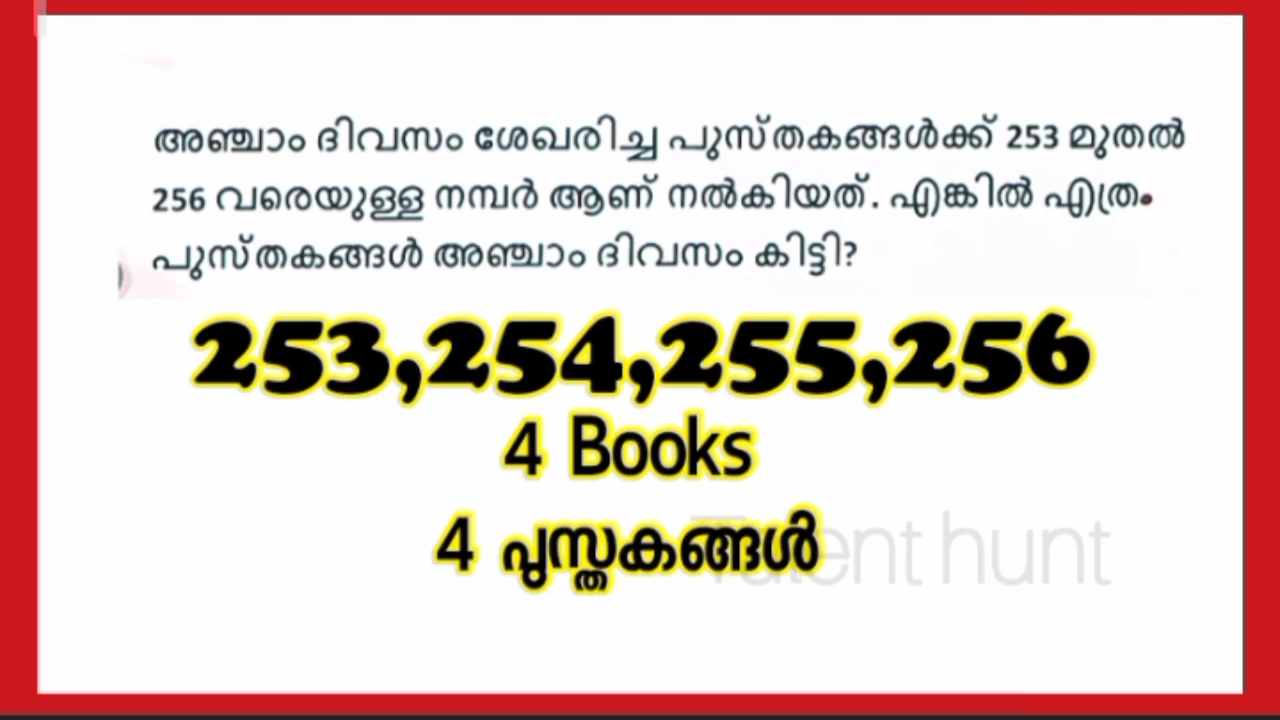 അഞ്ചാം ദിവസം ശേഖരിച്ച പുസ്തകങ്ങൾക്ക് 253 മുതൽ
256 വരെയുള്ള നമ്പർ ആണ് നൽകിയത്. എങ്കിൽ എത്ര
പുസ്തകങ്ങൾ അഞ്ചാം ദിവസം കിട്ടി?
253,254,255,256
4 Books
4 പുസ്തകങ്ങൾ
Talent hunt